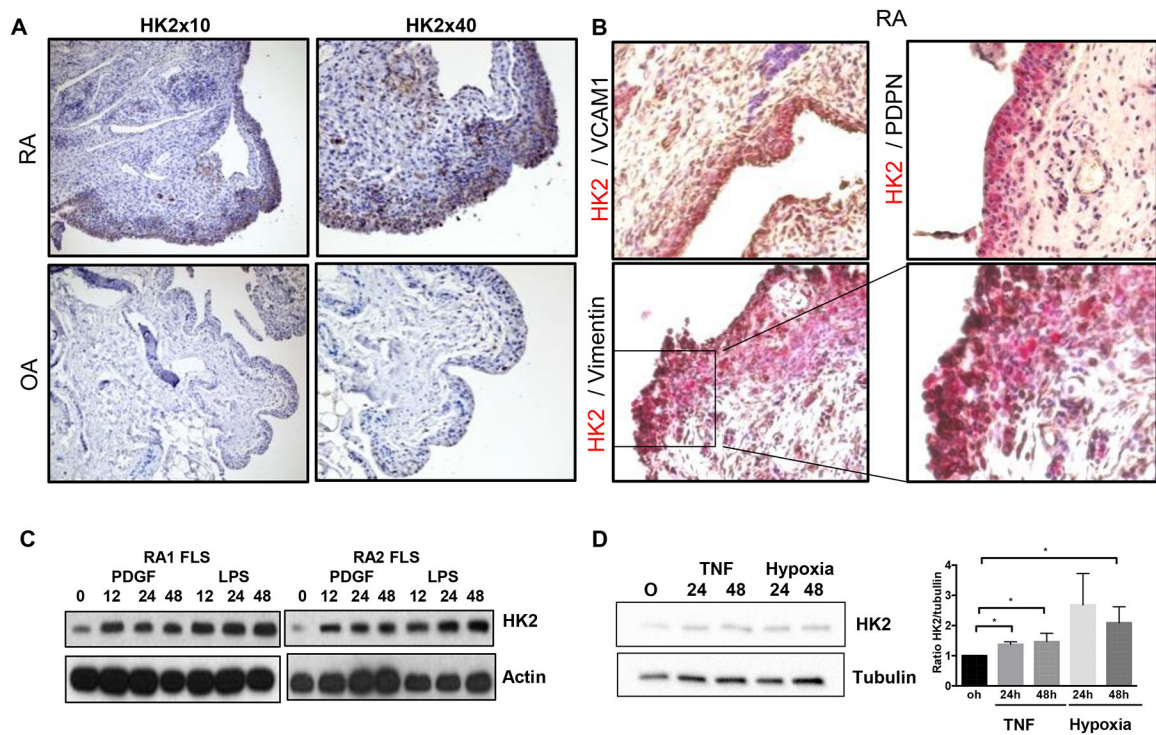 A
HK2x10
HK2x40
RA
OA
B
RA
HK2 / VCAM1
HK2 / PDPN
HK2 / Vimentin
C
RA1 FLS
RA2 FLS
PDGF
LPS
PDGF
LPS
0 12 24 48 12 24 48
0 12 24 48 12 24 48
HK2
Actin
D
TNF
Hypoxia
O 24 48 24 48
HK2
Tubulin
Ratio HK2/tubullin
4
3
2
1
0
*
*
*
oh 24h 48h 24h 48h
TNF
Hypoxia